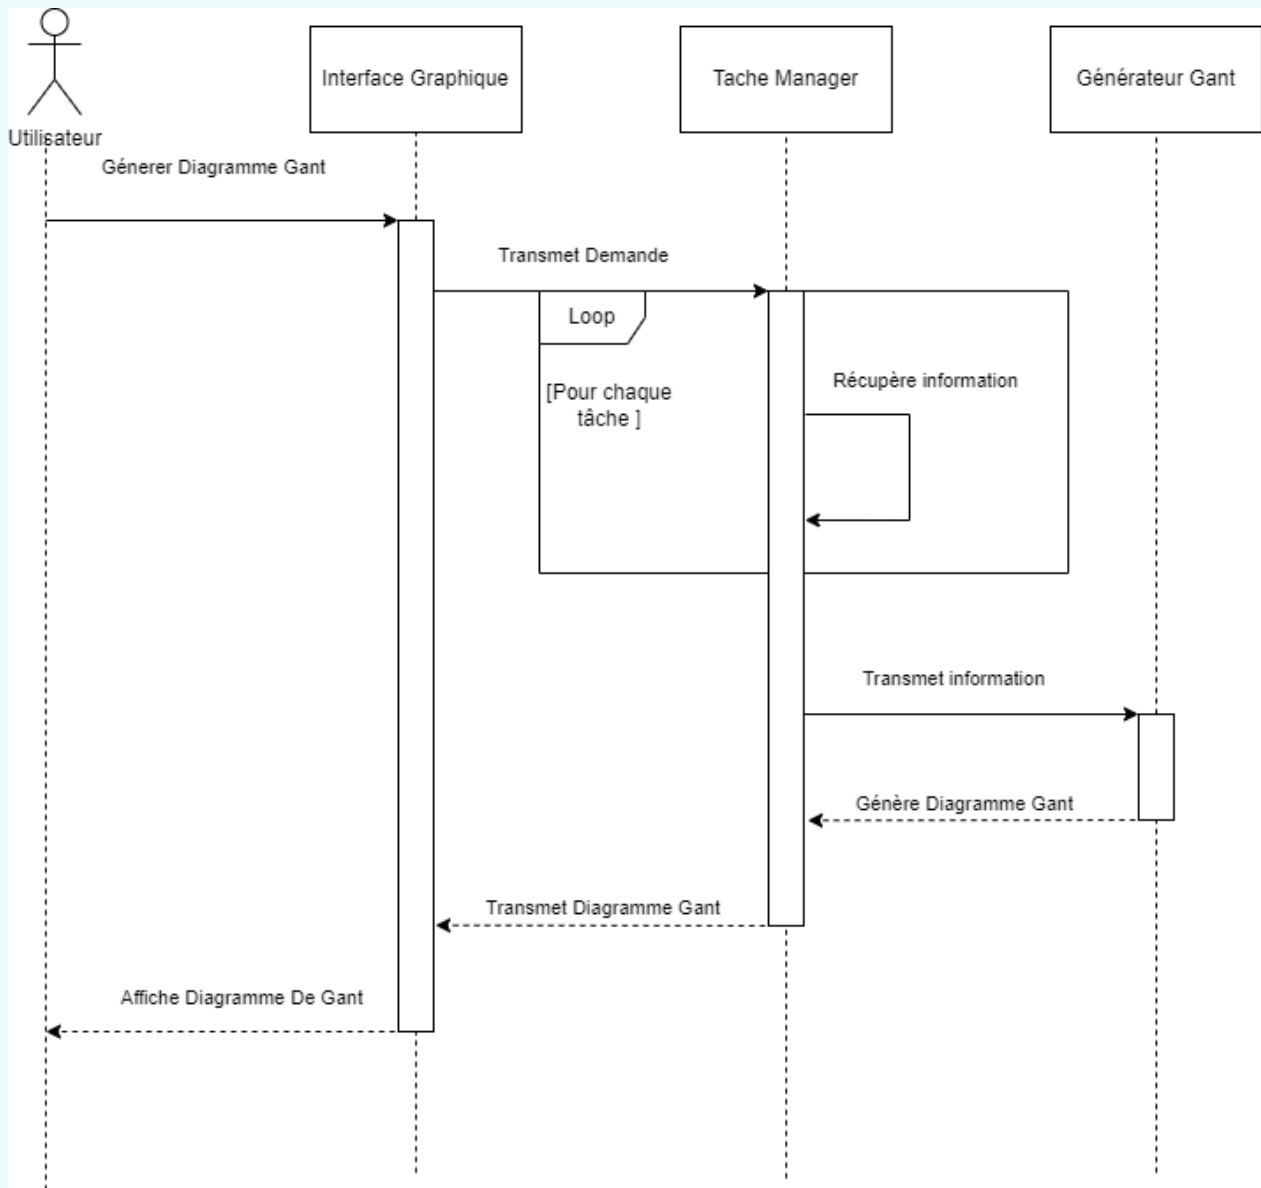 Interface Graphique
Tache Manager
Générateur Gant
Utilisateur
Génerer Diagramme Gant
Transmet Demande
Loop
[Pour chaque
tâche ]
Récupère information
Transmet information
Génère Diagramme Gant
Transmet Diagramme Gant
Affiche Diagramme De Gant